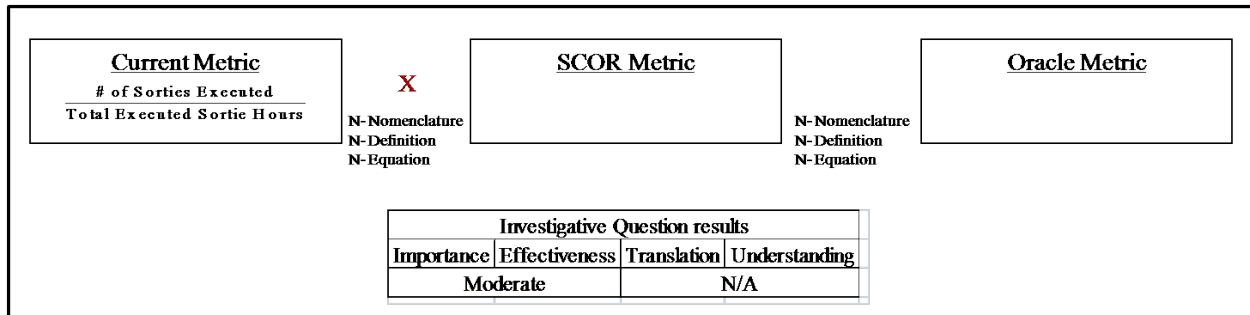 Current Metric
# of Sorties Executed
Total Executed Sortie Hours
X
N-Nomenclature
N-Definition
N-Equation
SCOR Metric
N-Nomenclature
N-Definition
N-Equation
Oracle Metric
Investigative Question results
Importance Effectiveness Translation Understanding
Moderate N/A